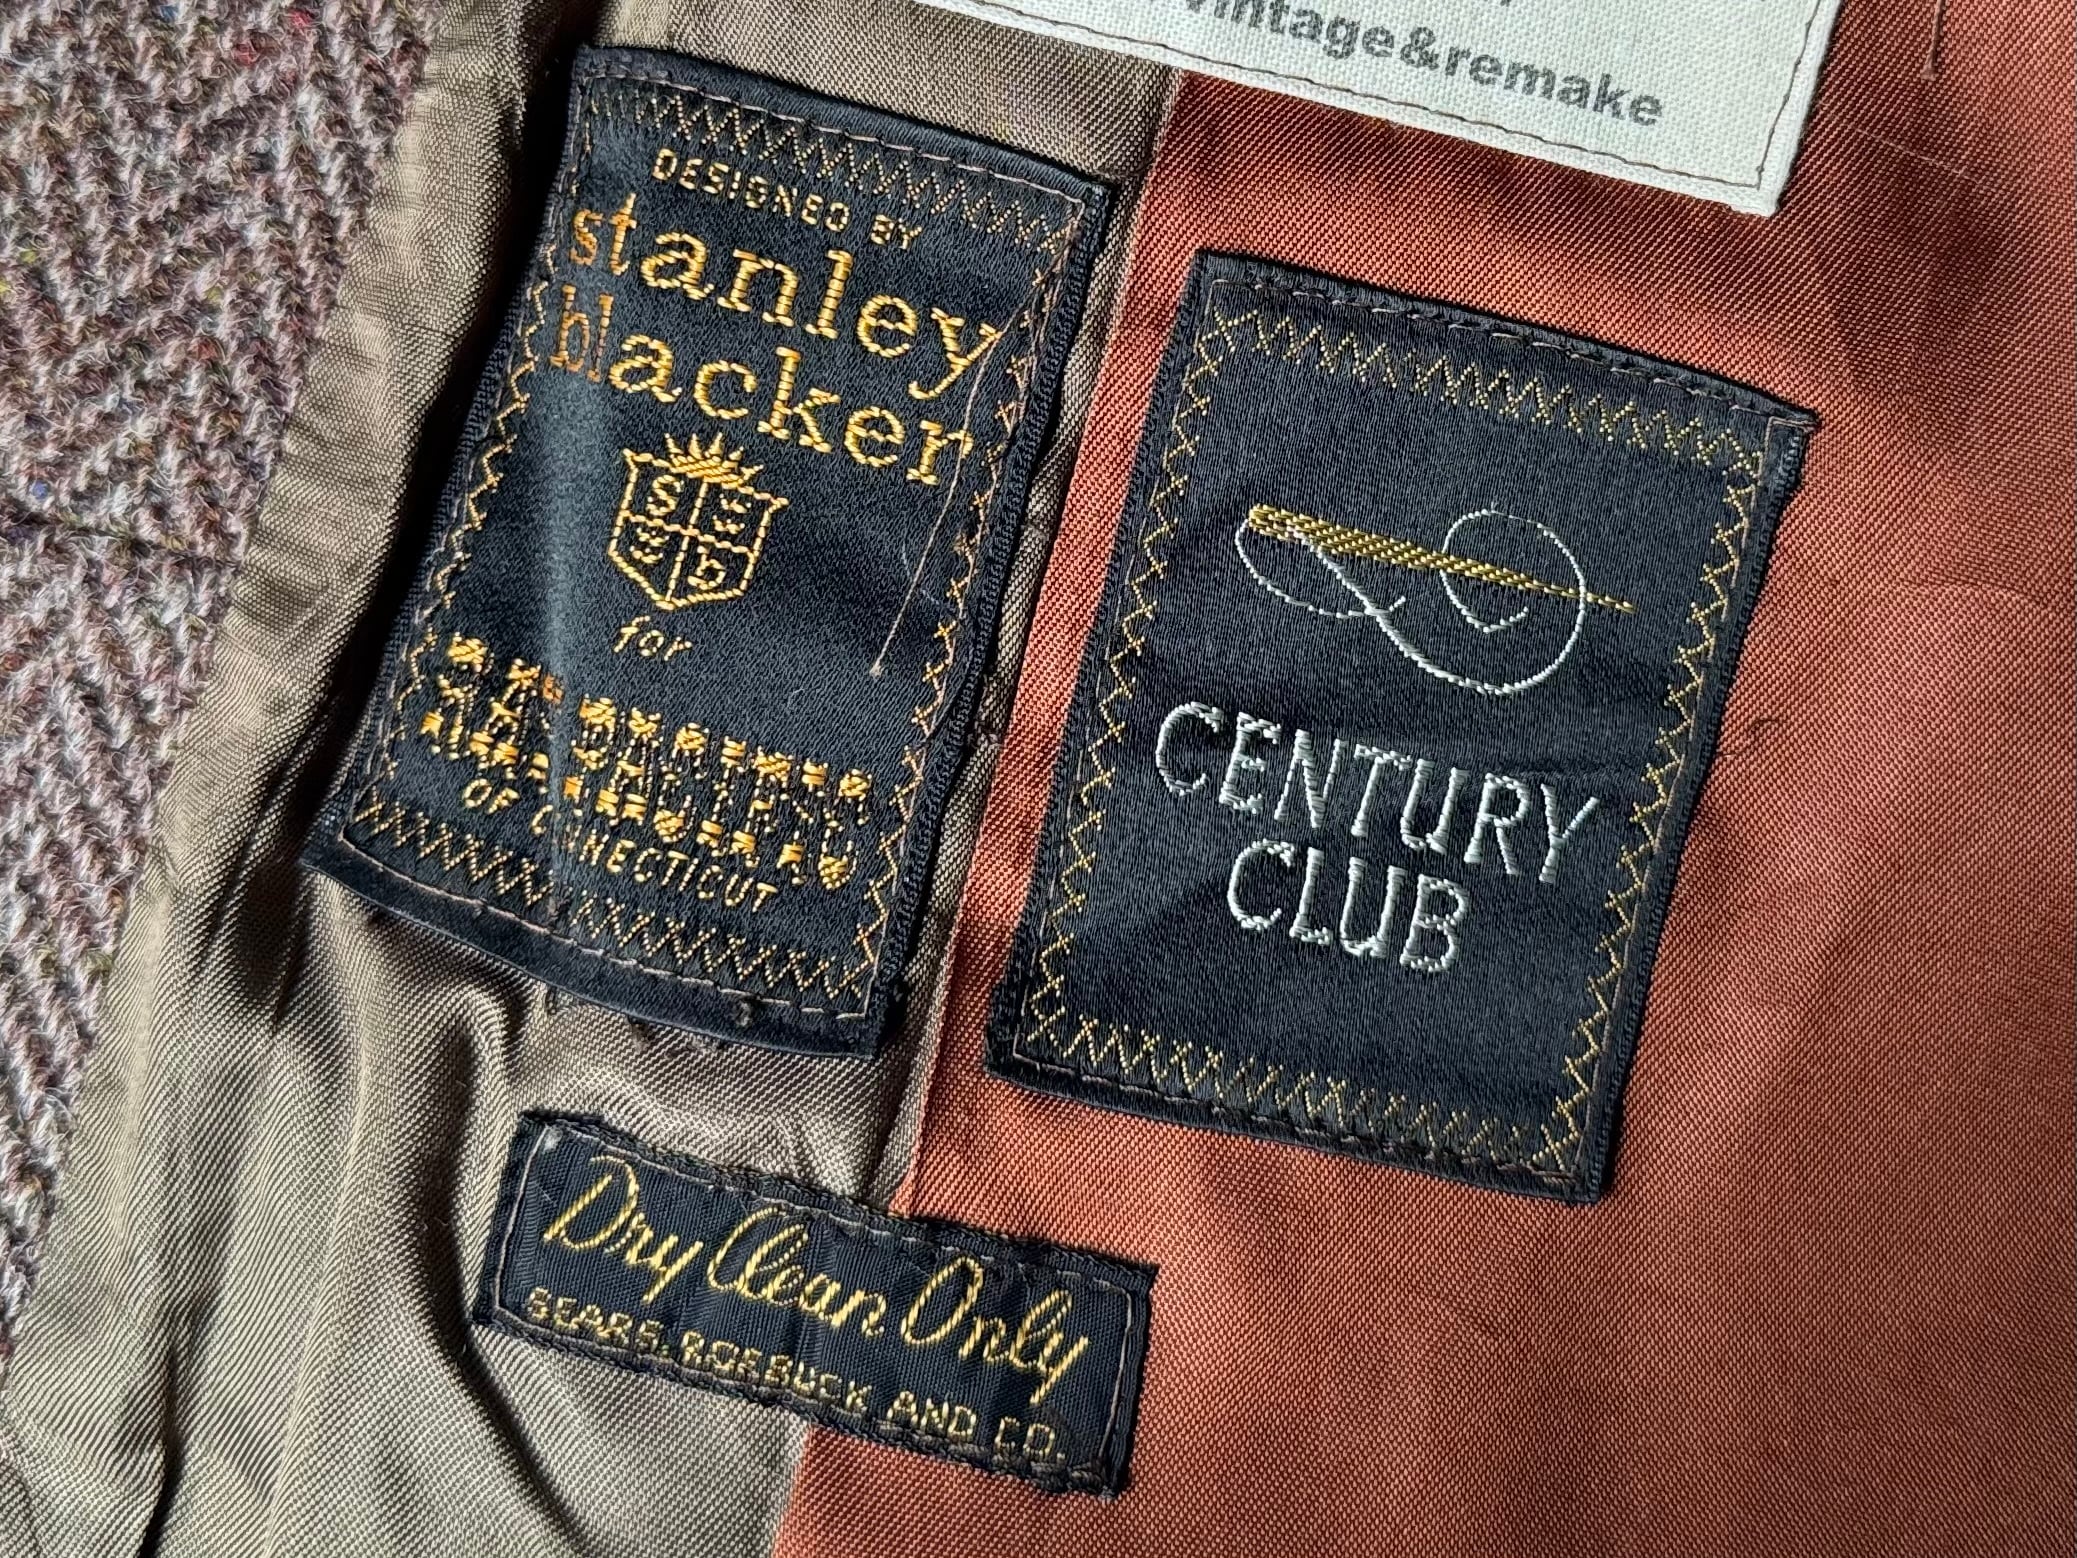 vintage&remake
DESIGNED BY
stanley
blacker
S
b
for
OF CONNECTICUT
CENTURY
CLUB
Dry Clean Only
SEARS, ROEBUCK AND CO.